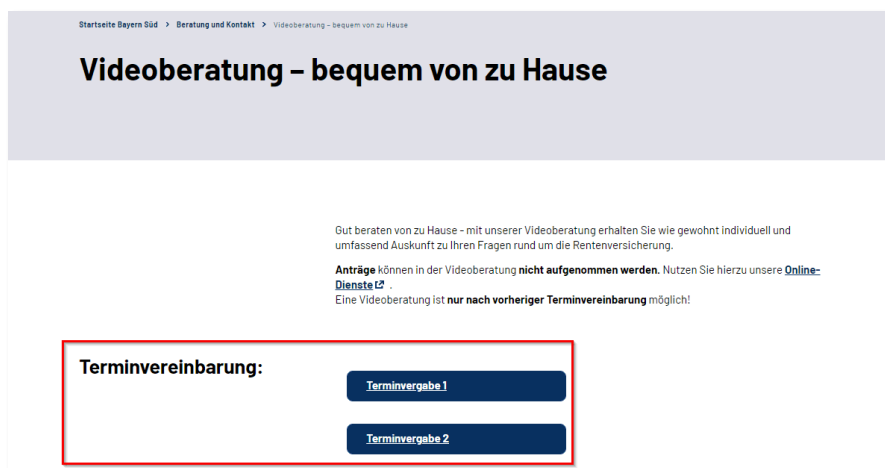 Startseite Bayern Süd > Beratung und Kontakt > Videoberatung – bequem von zu Hause
Videoberatung – bequem von zu Hause
Gut beraten von zu Hause - mit unserer Videoberatung erhalten Sie wie gewohnt individuell und
umfassend Auskunft zu Ihren Fragen rund um die Rentenversicherung.
Anträge können in der Videoberatung nicht aufgenommen werden. Nutzen Sie hierzu unsere Online-
Dienste .
Eine Videoberatung ist nur nach vorheriger Terminvereinbarung möglich!
Terminvereinbarung:
Terminvergabe 1
Terminvergabe 2